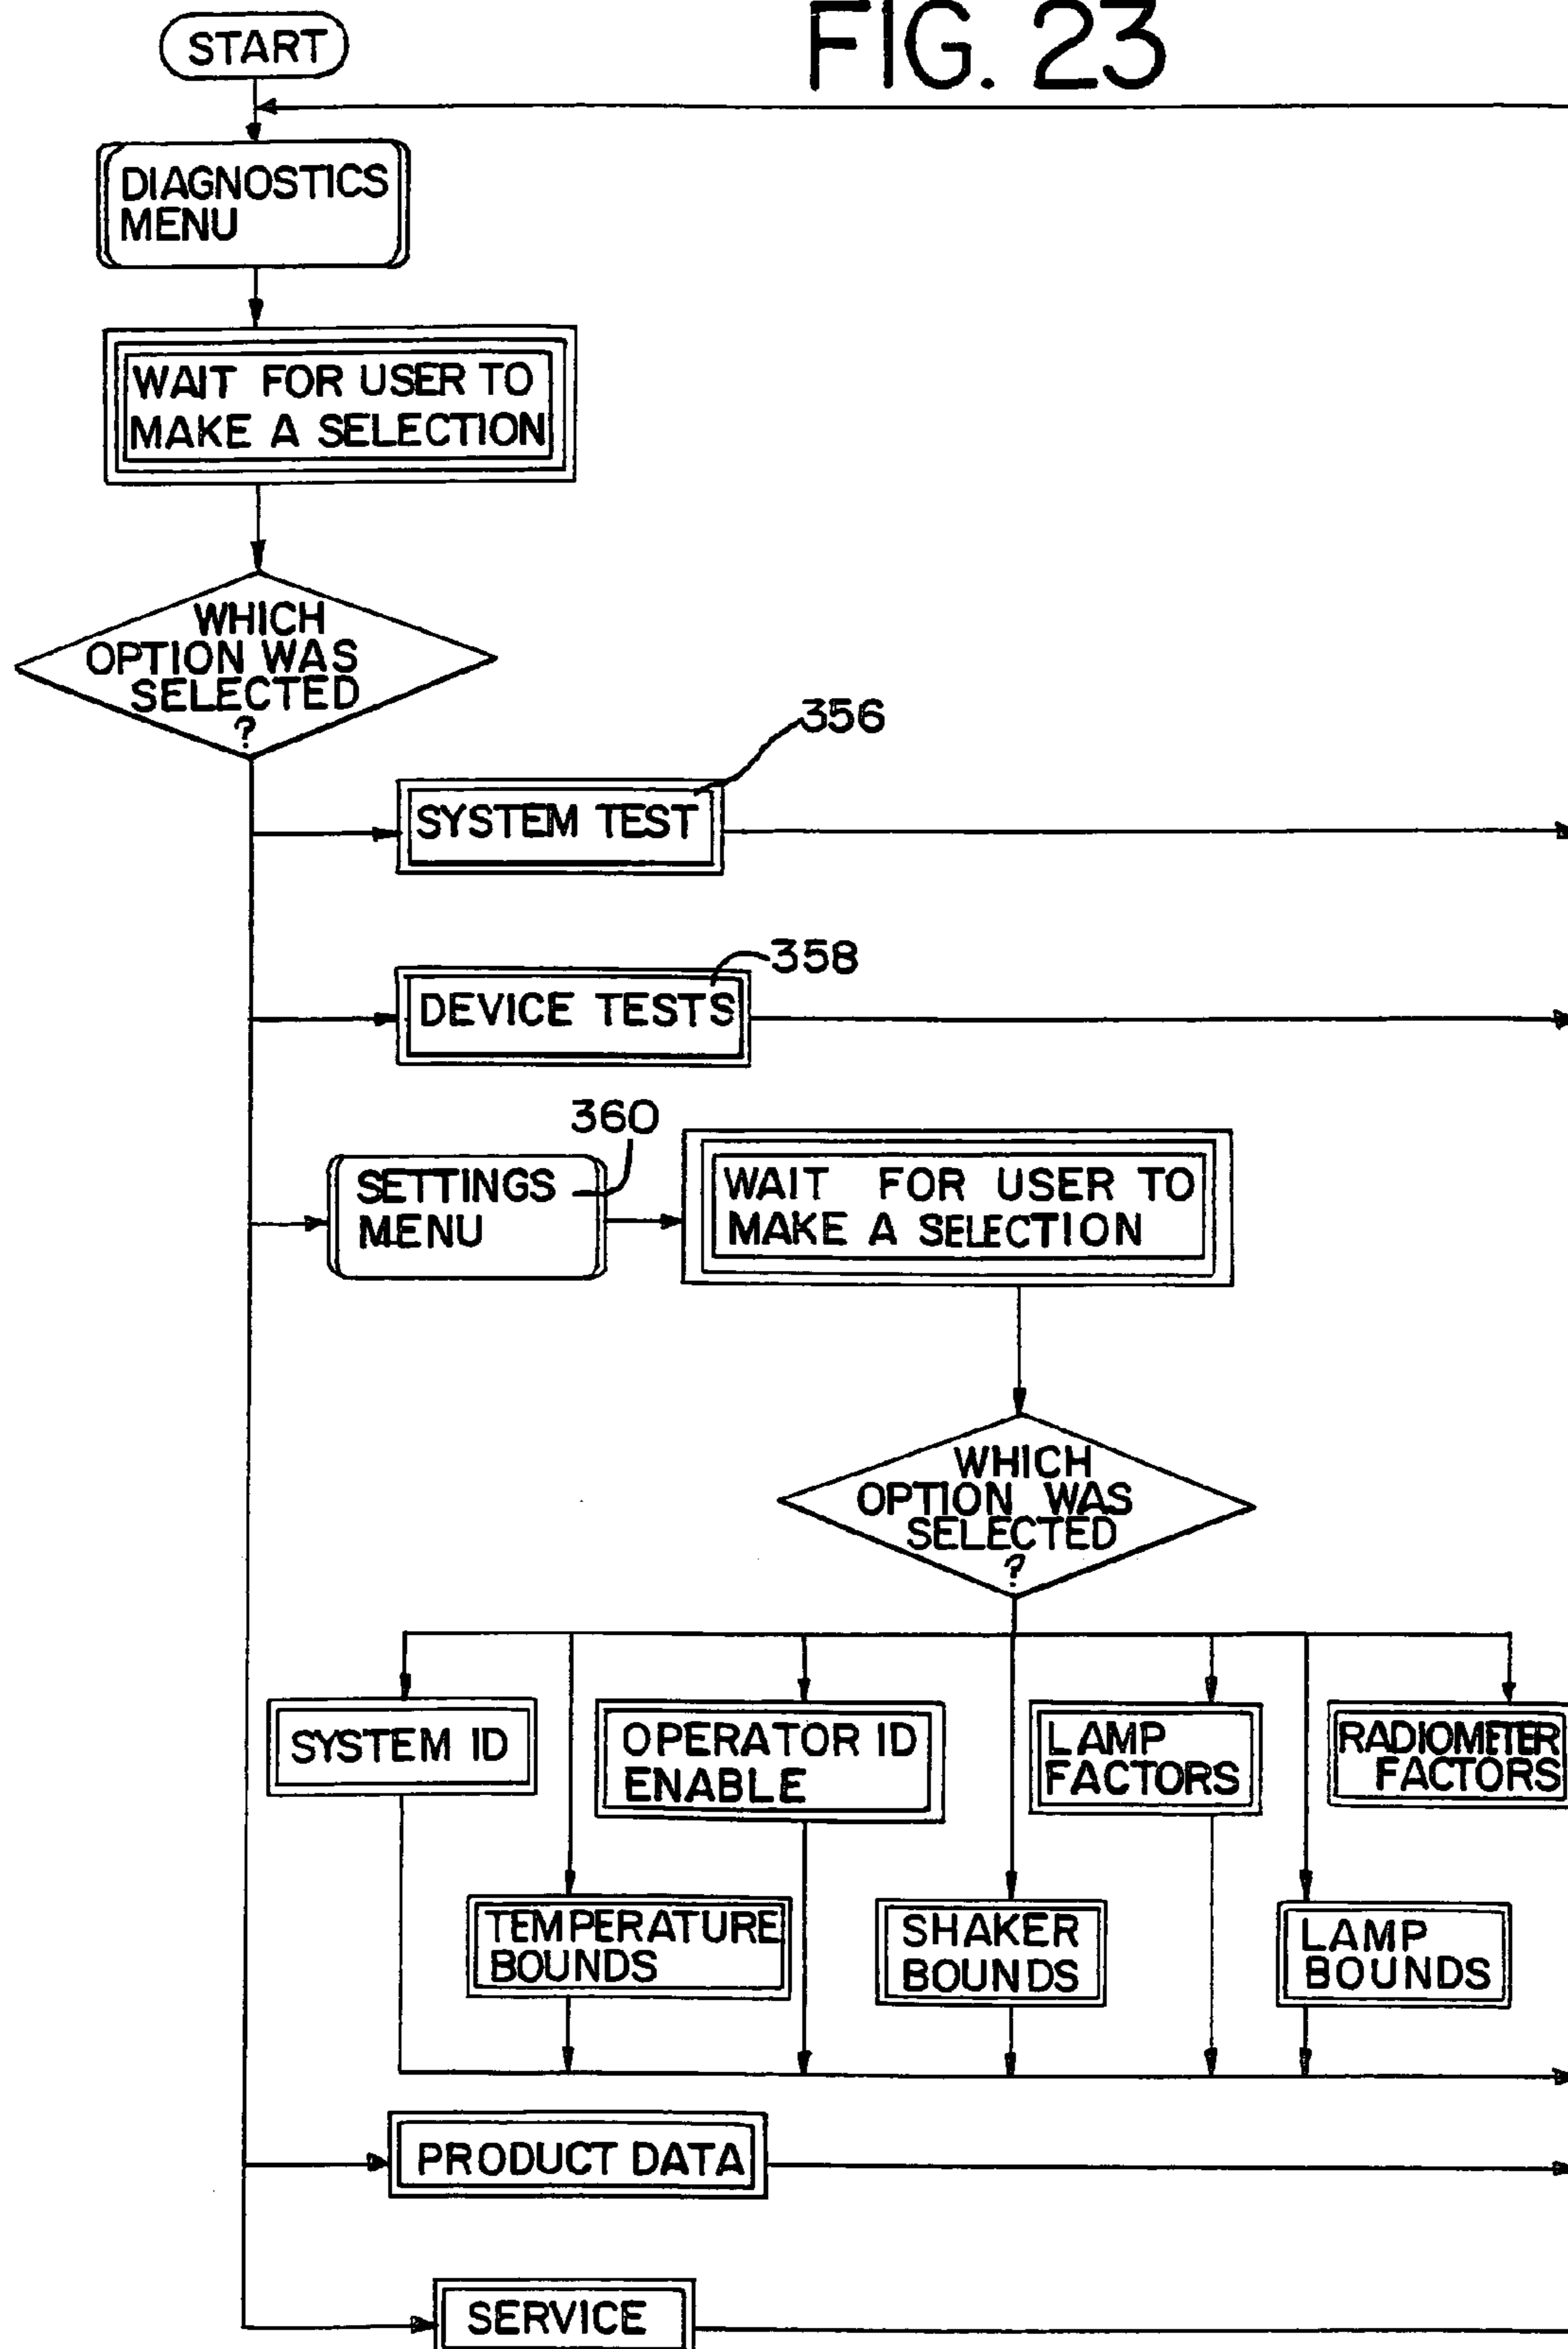 FIG. 23
START
DIAGNOSTICS
MENU
WAIT FOR USER TO
MAKE A SELECTION
WHICH
OPTION WAS
SELECTED
?
356
SYSTEM TEST
358
DEVICE TESTS
360
SETTINGS
MENU
WAIT FOR USER TO
MAKE A SELECTION
WHICH
OPTION WAS
SELECTED
?
SYSTEM ID
OPERATOR ID
ENABLE
LAMP
FACTORS
RADIOMETER
FACTORS
TEMPERATURE
BOUNDS
SHAKER
BOUNDS
LAMP
BOUNDS
PRODUCT DATA
SERVICE